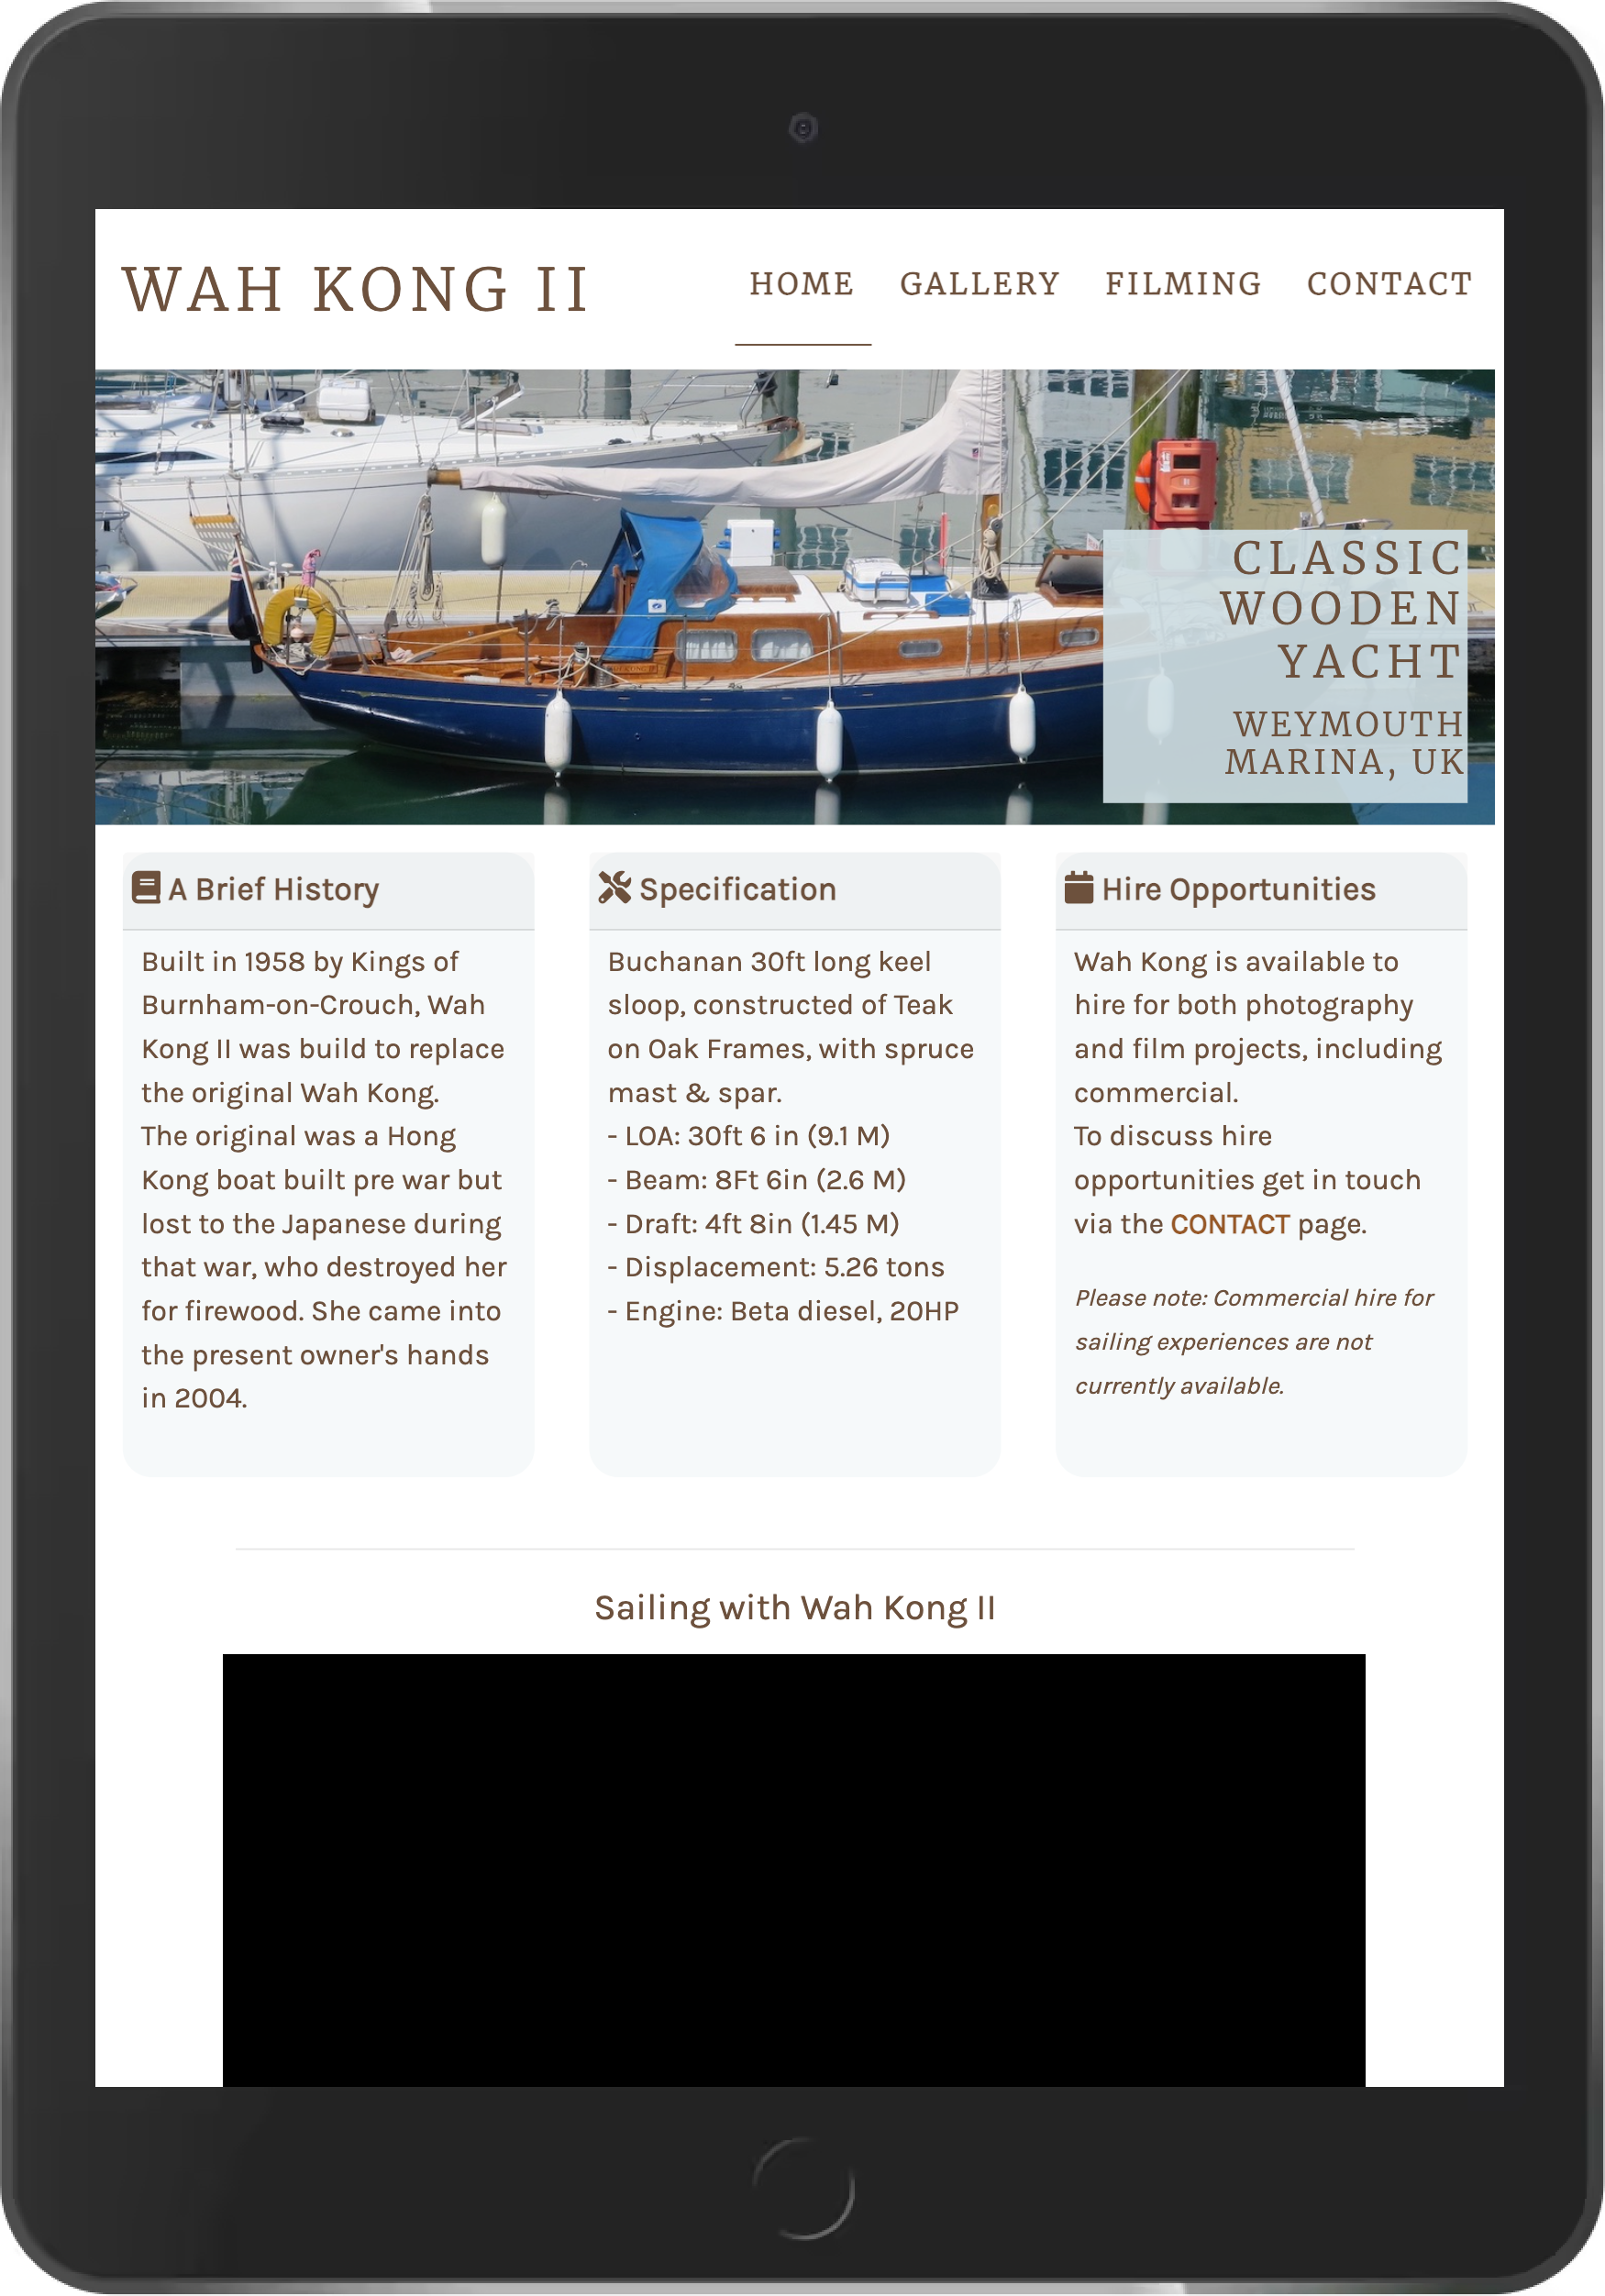 WAH KONG II
HOME GALLERY FILMING CONTACT
CLASSIC
WOODEN
YACHT
WEYMOUTH
MARINA, UK
A Brief History
Built in 1958 by Kings of
Burnham-on-Crouch, Wah
Kong II was build to replace
the original Wah Kong.
The original was a Hong
Kong boat built pre war but
lost to the Japanese during
that war, who destroyed her
for firewood. She came into
the present owner's hands
in 2004.
Specification
Buchanan 30ft long keel
sloop, constructed of Teak
on Oak Frames, with spruce
mast & spar.
- LOA: 30ft 6 in (9.1 M)
- Beam: 8Ft 6in (2.6 M)
- Draft: 4ft 8in (1.45 M)
- Displacement: 5.26 tons
- Engine: Beta diesel, 20HP
Hire Opportunities
Wah Kong is available to
hire for both photography
and film projects, including
commercial.
To discuss hire
opportunities get in touch
via the CONTACT page.
Please note: Commercial hire for
sailing experiences are not
currently available.
Sailing with Wah Kong II